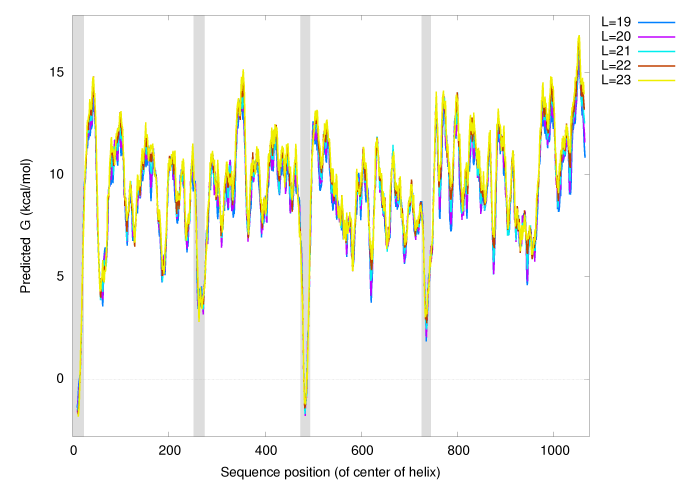 L=19
L=20
L=21
L=22
L=23
15
10
5
0
Predicted G (kcal/mol)
0 200 400 600 800 1000
Sequence position (of center of helix)